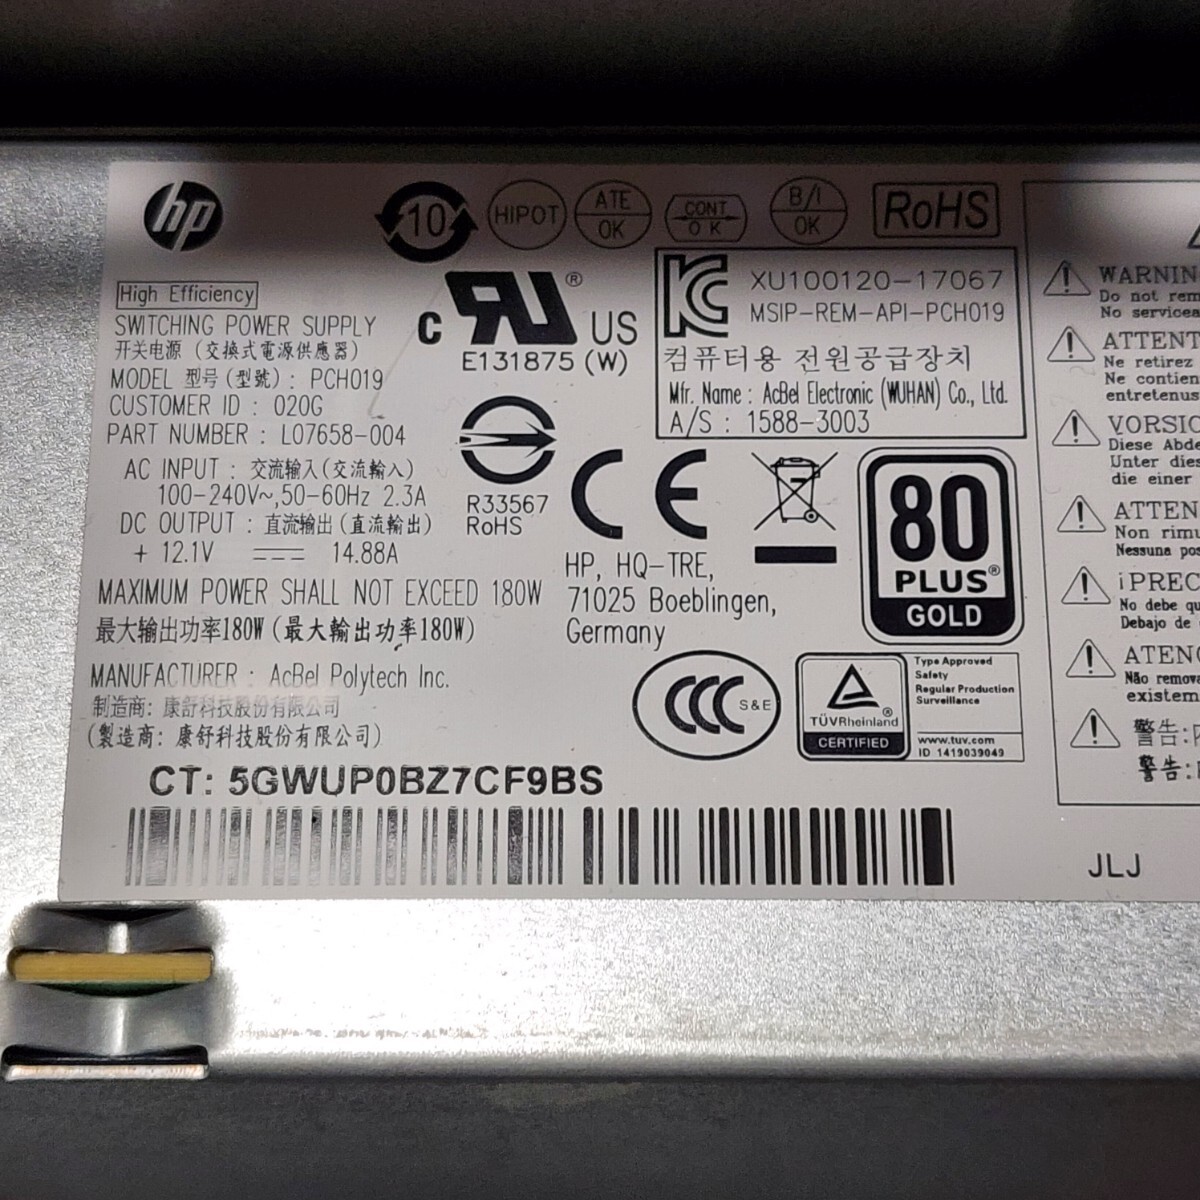 hp
10
HIPOT
ATE
OK
CONT
OK
B/I
OK
RoHS
High Efficiency
SWITCHING POWER SUPPLY
开关电源 (交換式電源供應器)
MODEL 型号(型號) : PCH019
CUSTOMER ID : 020G
PART NUMBER : L07658-004
AC INPUT : 交流输入(交流輸入)
100-240V~,50-60Hz 2.3A
DC OUTPUT : 直流输出(直流輸出)
+ 12.1V 14.88A
MAXIMUM POWER SHALL NOT EXCEED 180W
最大输出功率180W (最大輸出功率180W)
MANUFACTURER : AcBel Polytech Inc.
制造商: 康舒科技股份有限公司
(製造商: 康舒科技股份有限公司)
CT: 5GWUP0BZ7CF9BS
c RU ® US
E131875 (W)
R33567
RoHS
KC
XU100120-17067
MSIP-REM-API-PCH019
컴퓨터용 전원공급장치
Mfr. Name : AcBel Electronic (WUHAN) Co., Ltd.
A/S : 1588-3003
CE
HP, HQ-TRE,
71025 Boeblingen,
Germany
80
PLUS®
GOLD
CCC S&E
TÜVRheinland ®
CERTIFIED
Type Approved
Safety
Regular Production
Surveillance
www.tuv.com
ID 1419039049
WARNIN
Do not rem
No servicea
ATTENT
Ne retirez
Ne contien
entretenus
VORSIC
Diese Abde
Unter dies
die einer
ATTEN
Non rimu
Nessuna pos
¡PREC
No debe qu
Debajo de
ATENÇ
Não remova
existem
警告:
警告:
JLJ